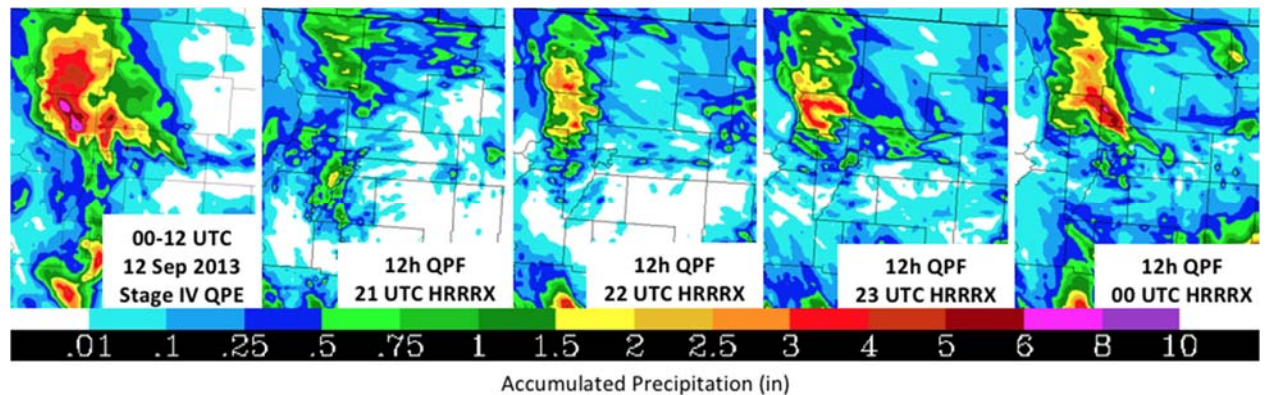 00-12 UTC
12 Sep 2013
Stage IV QPE
12h QPF
21 UTC HRRRX
12h QPF
22 UTC HRRRX
12h QPF
23 UTC HRRRX
12h QPF
00 UTC HRRRX
.01 .1 .25 .5 .75 1 1.5 2 2.5 3 4 5 6 8 10
Accumulated Precipitation (in)